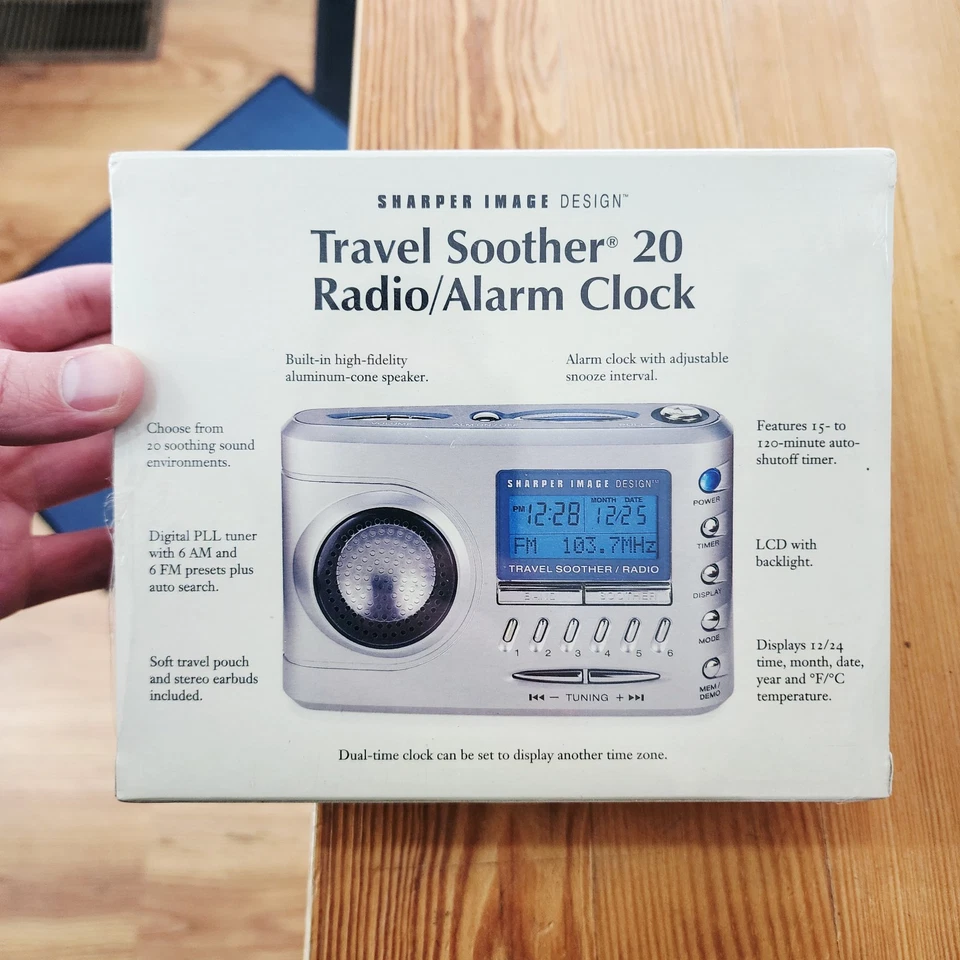 SHARPER IMAGE DESIGN™
Travel Soother® 20
Radio/Alarm Clock
Built-in high-fidelity
aluminum-cone speaker.
Alarm clock with adjustable
snooze interval.
Choose from
20 soothing sound
environments.
Digital PLL tuner
with 6 AM and
6 FM presets plus
auto search.
Soft travel pouch
and stereo earbuds
included.
SHARPER IMAGE DESIGN™
MONTH DATE
PM 12:28 12/25
FM 103.7MHz
TRAVEL SOOTHER / RADIO
BAND SOOTHER
1 2 3 4 5 6
⏮ − TUNING + ⏭
POWER
TIMER
DISPLAY
MODE
MEM/
DEMO
Features 15- to
120-minute auto-
shutoff timer.
LCD with
backlight.
Displays 12/24
time, month, date,
year and °F/°C
temperature.
Dual-time clock can be set to display another time zone.